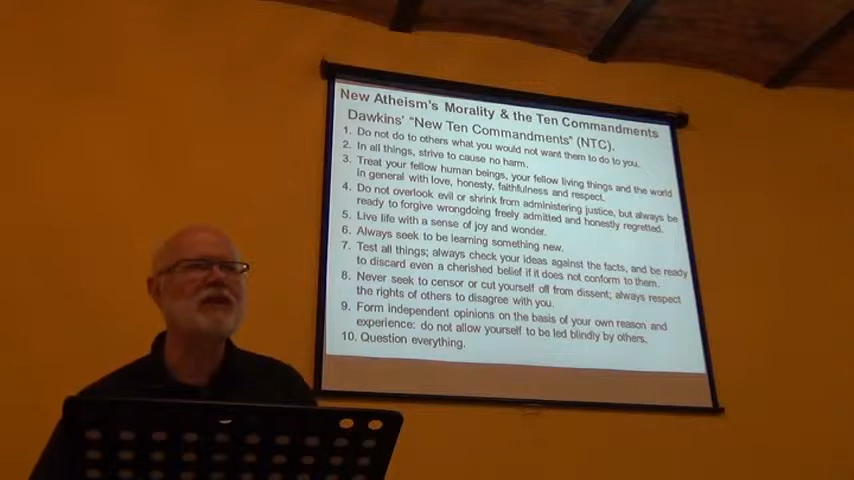 New Atheism's Morality & the Ten Commandments
Dawkins' "New Ten Commandments" (NTC).
1. Do not do to others what you would not want them to do to you.
2. In all things, strive to cause no harm.
3. Treat your fellow human beings, your fellow living things and the world
in general with love, honesty, faithfulness and respect.
4. Do not overlook evil or shrink from administering justice, but always be
ready to forgive wrongdoing freely admitted and honestly regretted.
5. Live life with a sense of joy and wonder.
6. Always seek to be learning something new.
7. Test all things; always check your ideas against the facts, and be ready
to discard even a cherished belief if it does not conform to them.
8. Never seek to censor or cut yourself off from dissent; always respect
the rights of others to disagree with you.
9. Form independent opinions on the basis of your own reason and
experience: do not allow yourself to be led blindly by others.
10. Question everything.